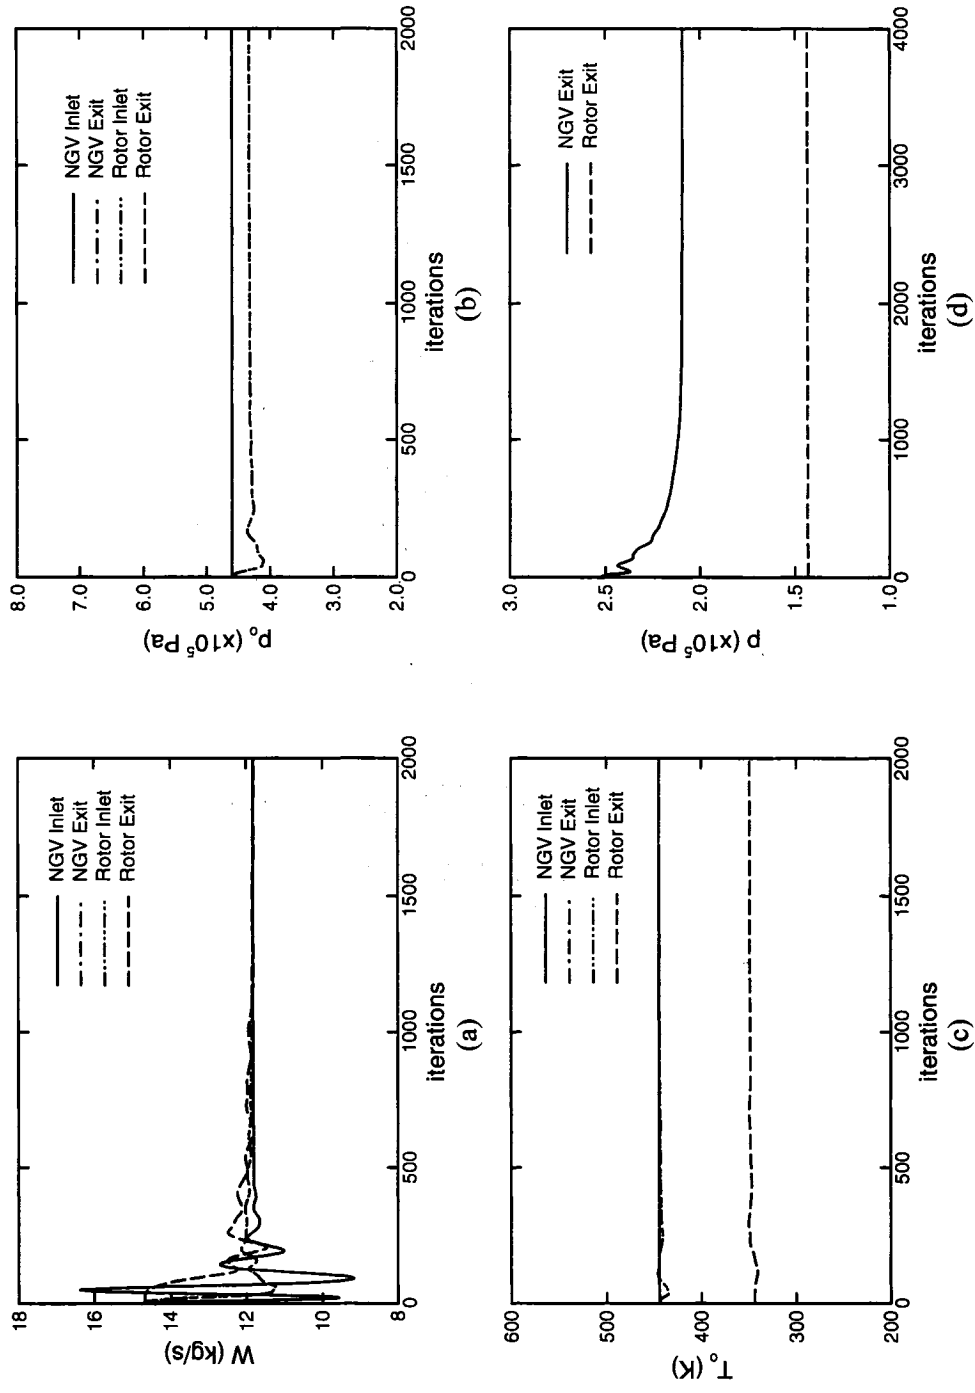 18
16
14
12
10
8
W (kg/s)
0
500
1000
1500
2000
iterations
NGV Inlet
NGV Exit
Rotor Inlet
Rotor Exit
(a)
8.0
7.0
6.0
5.0
4.0
3.0
2.0
p₀ (x10⁵ Pa)
0
500
1000
1500
2000
iterations
NGV Inlet
NGV Exit
Rotor Inlet
Rotor Exit
(b)
600
500
400
300
200
T₀ (K)
0
500
1000
1500
2000
iterations
NGV Inlet
NGV Exit
Rotor Inlet
Rotor Exit
(c)
3.0
2.5
2.0
1.5
1.0
p (x10⁵ Pa)
0
1000
2000
3000
4000
iterations
NGV Exit
Rotor Exit
(d)